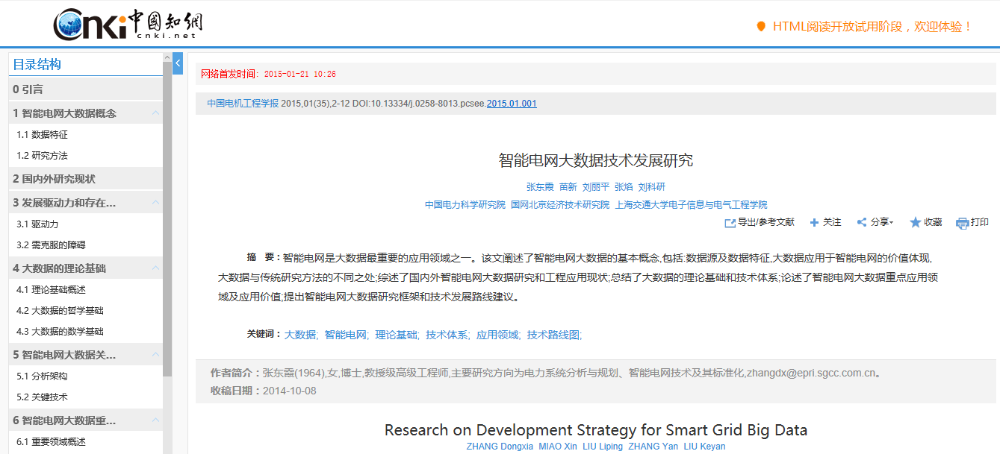 Cnki中國知網
cnki.net
HTML阅读开放试用阶段，欢迎体验！
目录结构
0 引言
1 智能电网大数据概念
1.1 数据特征
1.2 研究方法
2 国内外研究现状
3 发展驱动力和存在...
3.1 驱动力
3.2 需克服的障碍
4 大数据的理论基础
4.1 理论基础概述
4.2 大数据的哲学基础
4.3 大数据的数学基础
5 智能电网大数据关...
5.1 分析架构
5.2 关键技术
6 智能电网大数据重...
6.1 重要领域概述
网络首发时间: 2015-01-21 10:26
中国电机工程学报 2015,01(35),2-12 DOI:10.13334/j.0258-8013.pcsee.2015.01.001
智能电网大数据技术发展研究
张东霞 苗新 刘丽平 张焰 刘科研
中国电力科学研究院 国网北京经济技术研究院 上海交通大学电子信息与电气工程学院
导出/参考文献 关注 分享 收藏 打印
摘 要：智能电网是大数据最重要的应用领域之一。该文阐述了智能电网大数据的基本概念,包括:数据源及数据特征,大数据应用于智能电网的价值体现,
大数据与传统研究方法的不同之处;综述了国内外智能电网大数据研究和工程应用现状;总结了大数据的理论基础和技术体系;论述了智能电网大数据重点应用领
域及应用价值;提出智能电网大数据研究框架和技术发展路线建议。
关键词：大数据; 智能电网; 理论基础; 技术体系; 应用领域; 技术路线图;
作者简介：张东霞(1964),女,博士,教授级高级工程师,主要研究方向为电力系统分析与规划、智能电网技术及其标准化,zhangdx@epri.sgcc.com.cn。
收稿日期：2014-10-08
Research on Development Strategy for Smart Grid Big Data
ZHANG Dongxia MIAO Xin LIU Liping ZHANG Yan LIU Keyan